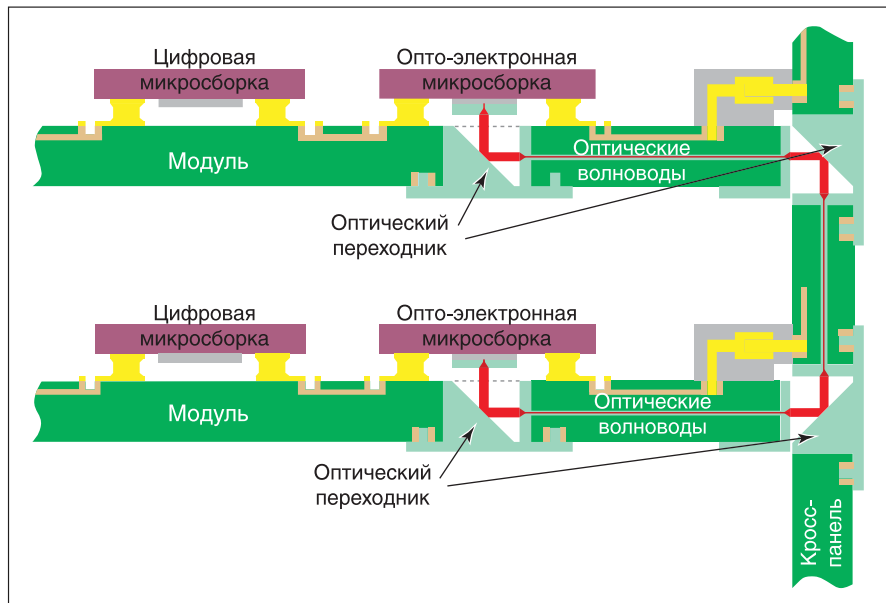 Цифровая
микросборка
Опто-электронная
микросборка
Модуль
Оптические
волноводы
Оптический
переходник
Цифровая
микросборка
Опто-электронная
микросборка
Модуль
Оптические
волноводы
Оптический
переходник
Кросс-
панель